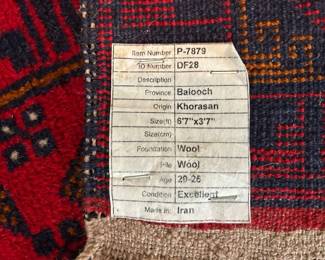 Item Number P-7879
ID Number DF28
Description
Province Balooch
Origin Khorasan
Size(ft) 6'7"x3'7"
Size(cm)
Foundation Wool
Pile Wool
Age 20-25
Condition Excellent
Made in: Iran